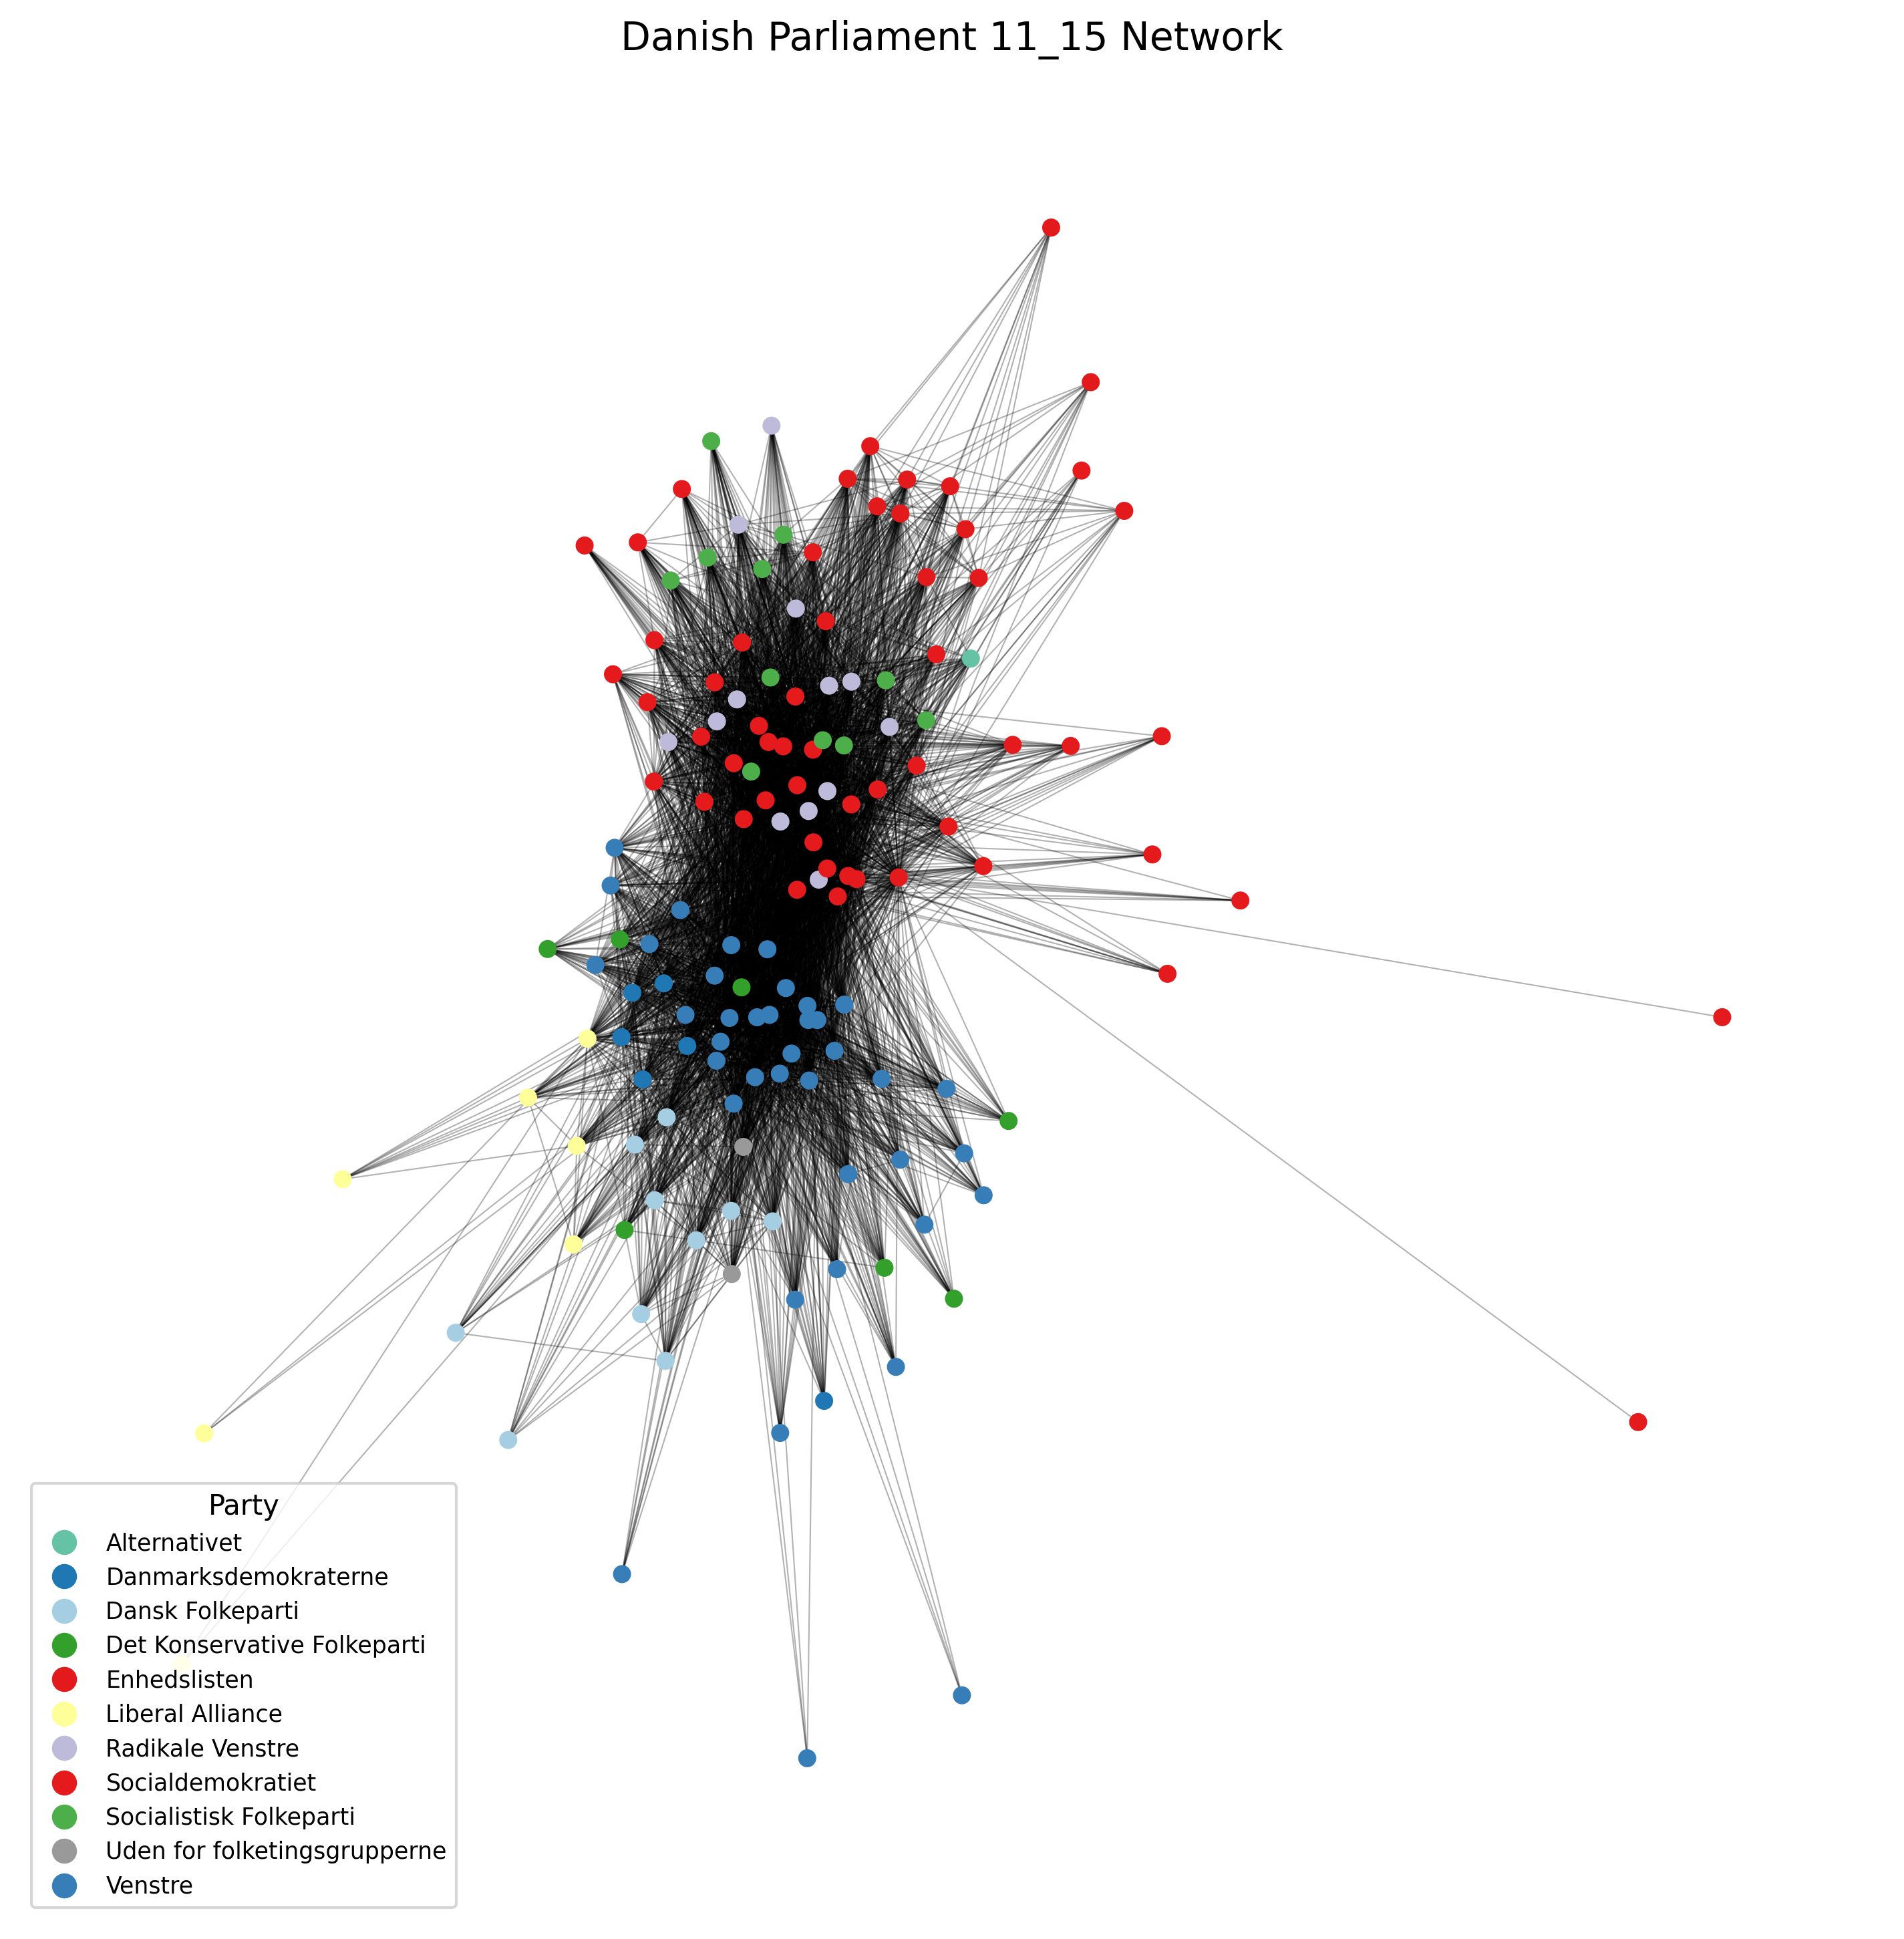 Danish Parliament 11_15 Network
Party
Alternativet
Danmarksdemokraterne
Dansk Folkeparti
Det Konservative Folkeparti
Enhedslisten
Liberal Alliance
Radikale Venstre
Socialdemokratiet
Socialistisk Folkeparti
Uden for folketingsgrupperne
Venstre